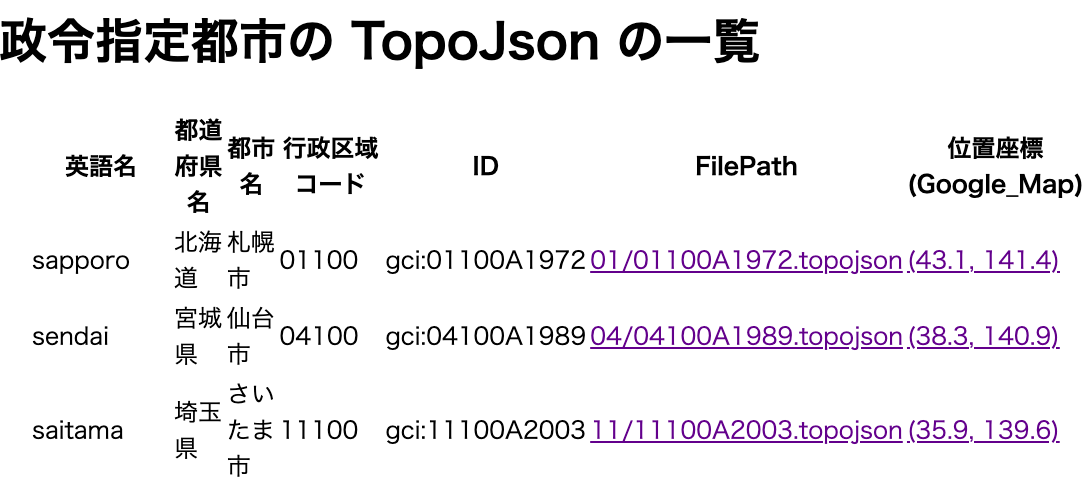 政令指定都市の TopoJson の一覧
英語名 都道府県名 都市名 行政区域コード ID FilePath 位置座標(Google_Map)
sapporo 北海道 札幌市 01100 gci:01100A1972 01/01100A1972.topojson (43.1, 141.4)
sendai 宮城県 仙台市 04100 gci:04100A1989 04/04100A1989.topojson (38.3, 140.9)
saitama 埼玉県 さいたま市 11100 gci:11100A2003 11/11100A2003.topojson (35.9, 139.6)